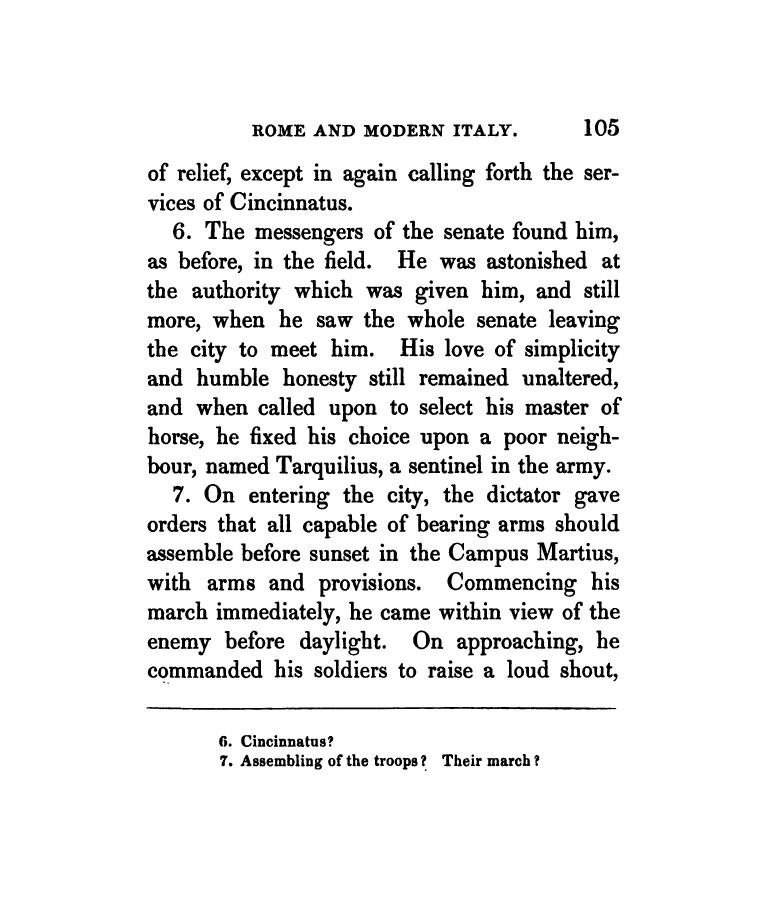 ROME AND MODERN ITALY. 105
of relief, except in again calling forth the ser-
vices of Cincinnatus.
6. The messengers of the senate found him,
as before, in the field. He was astonished at
the authority which was given him, and still
more, when he saw the whole senate leaving
the city to meet him. His love of simplicity
and humble honesty still remained unaltered,
and when called upon to select his master of
horse, he fixed his choice upon a poor neigh-
bour, named Tarquilius, a sentinel in the army.
7. On entering the city, the dictator gave
orders that all capable of bearing arms should
assemble before sunset in the Campus Martius,
with arms and provisions. Commencing his
march immediately, he came within view of the
enemy before daylight. On approaching, he
commanded his soldiers to raise a loud shout,
6. Cincinnatus?
7. Assembling of the troops? Their march?